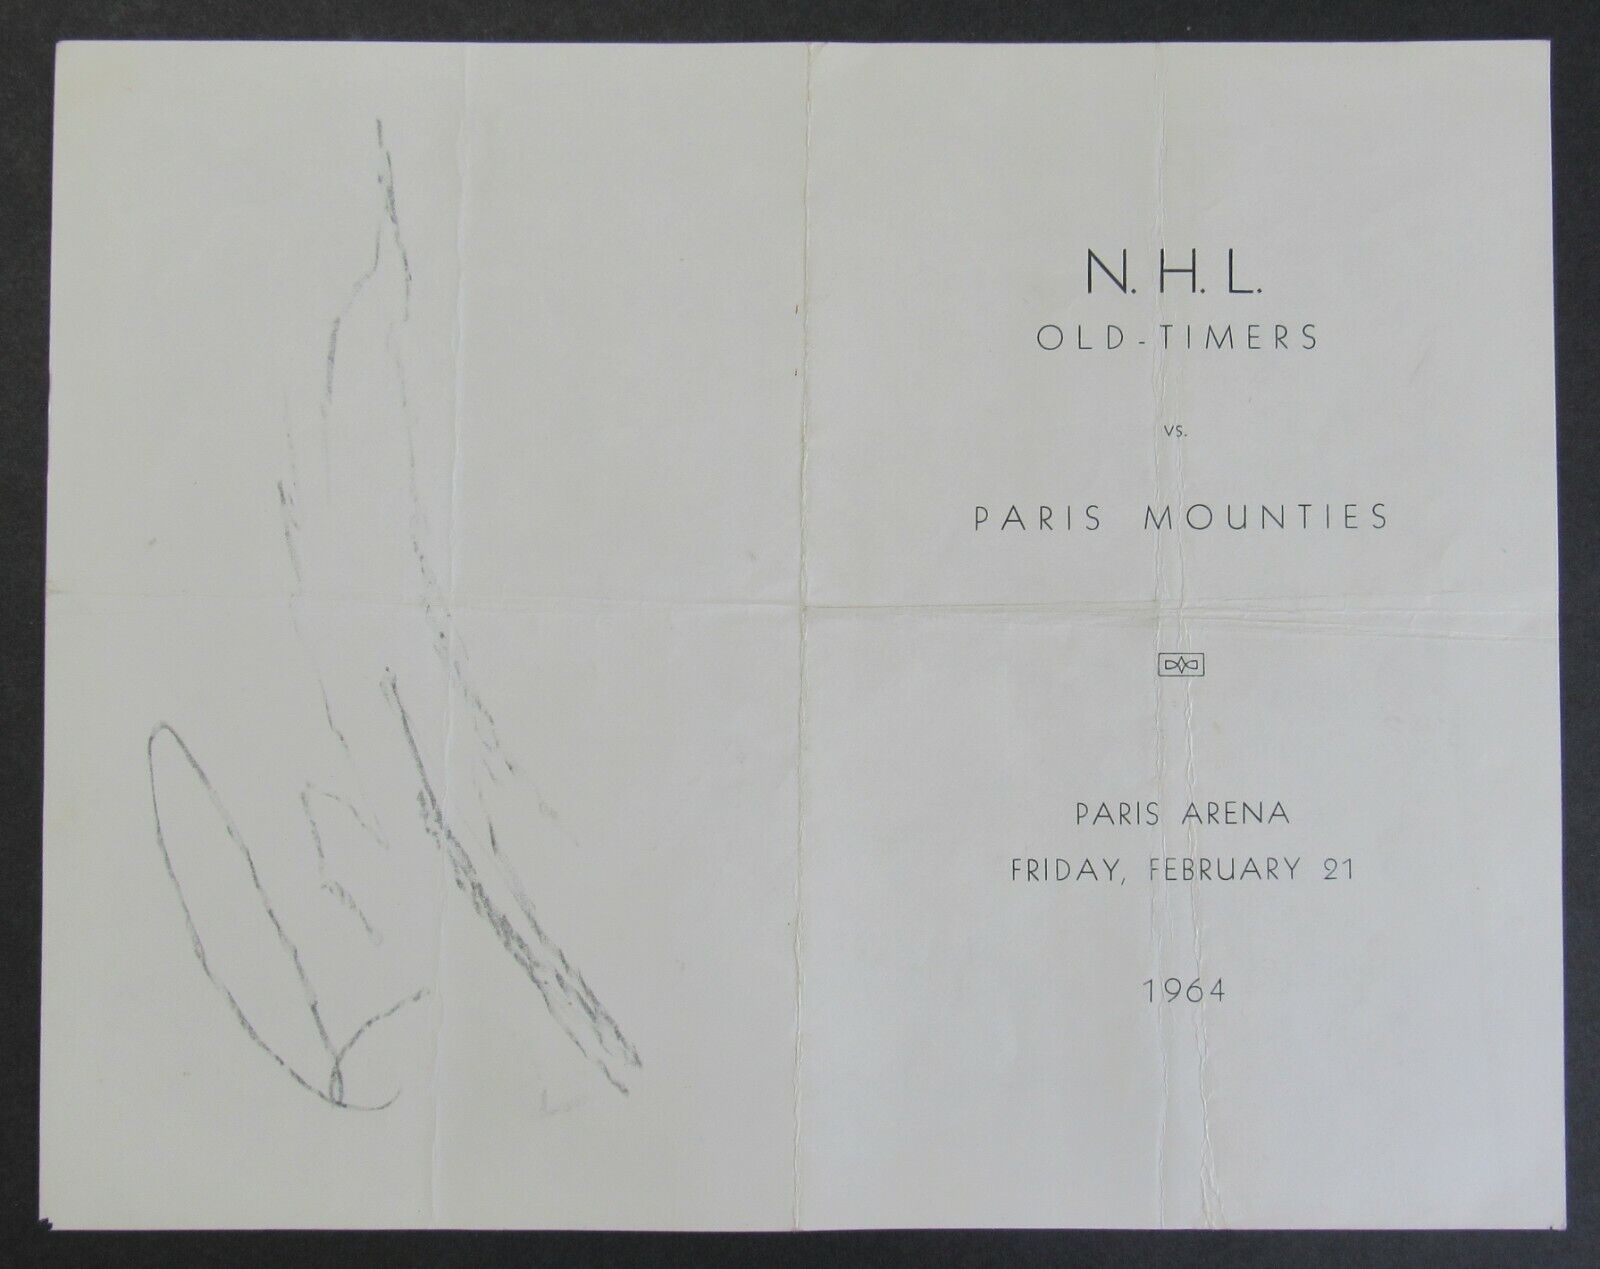 N. H. L.
OLD-TIMERS
vs.
PARIS MOUNTIES
PARIS ARENA
FRIDAY, FEBRUARY 21
1964